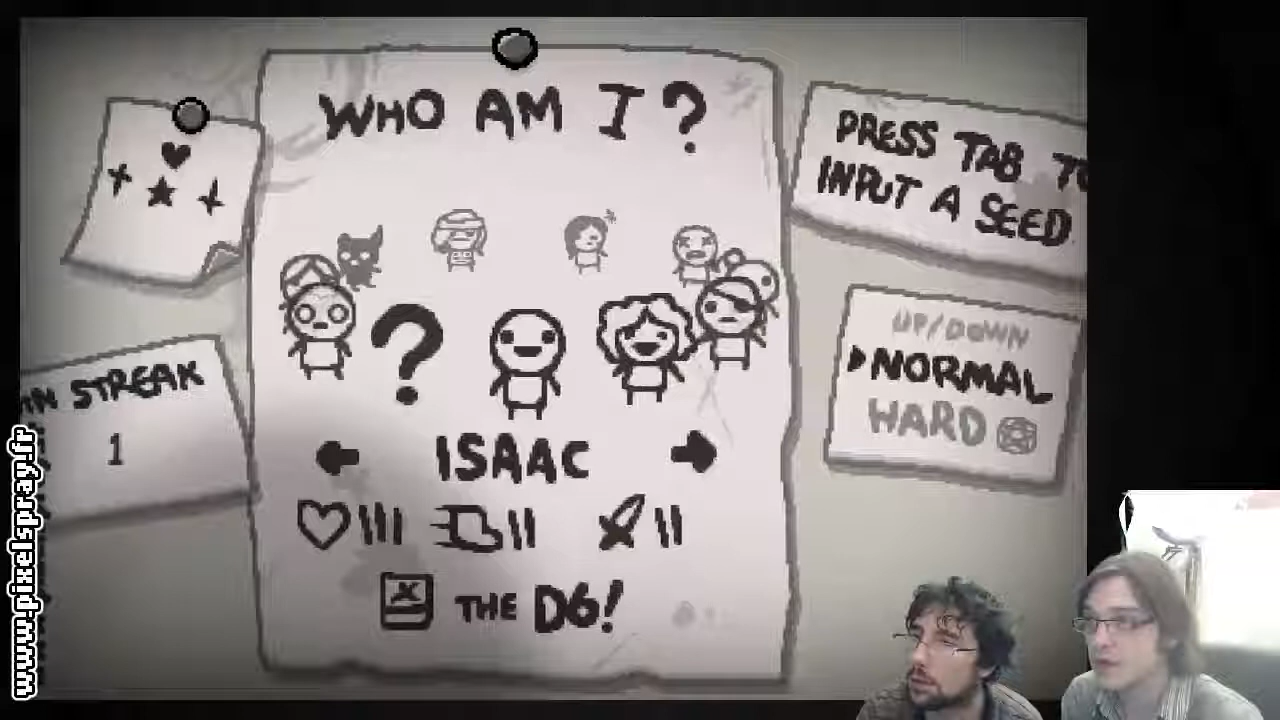 WHO AM I ?
PRESS TAB TO
INPUT A SEED
UP/DOWN
NORMAL
HARD
STREAK
1
ISAAC
THE D6!
www.pixelspray.fr